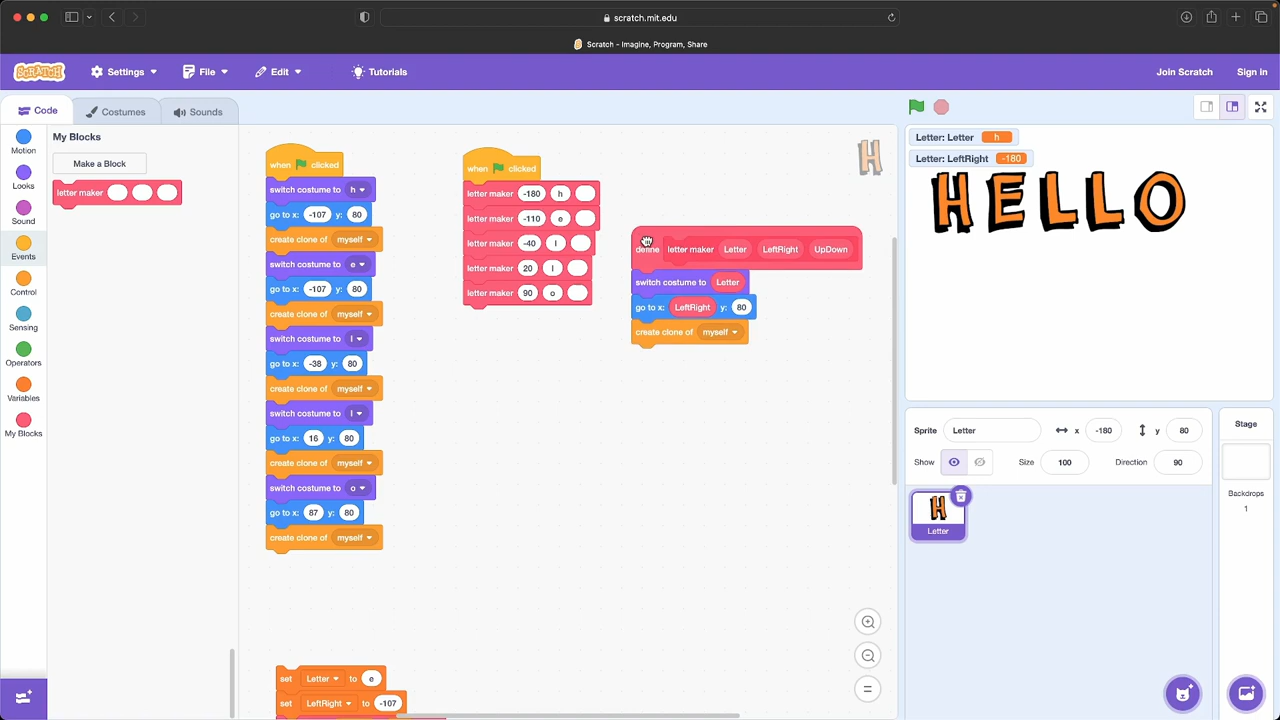 scratch.mit.edu
Scratch - Imagine, Program, Share
SCRATCH Settings File Edit Tutorials Join Scratch Sign in
Code Costumes Sounds
Motion
Looks
Sound
Events
Control
Sensing
Operators
Variables
My Blocks
My Blocks
Make a Block
letter maker
when clicked
switch costume to h
go to x: -107 y: 80
create clone of myself
switch costume to e
go to x: -107 y: 80
create clone of myself
switch costume to l
go to x: -38 y: 80
create clone of myself
switch costume to l
go to x: 16 y: 80
create clone of myself
switch costume to o
go to x: 87 y: 80
create clone of myself
set Letter to e
set LeftRight to -107
when clicked
letter maker -180 h
letter maker -110 e
letter maker -40 l
letter maker 20 l
letter maker 90 o
define letter maker Letter LeftRight UpDown
switch costume to Letter
go to x: LeftRight y: 80
create clone of myself
H
Letter: Letter h
Letter: LeftRight -180
HELLO
Sprite Letter x -180 y 80
Show Size 100 Direction 90
H
Letter
Stage
Backdrops
1